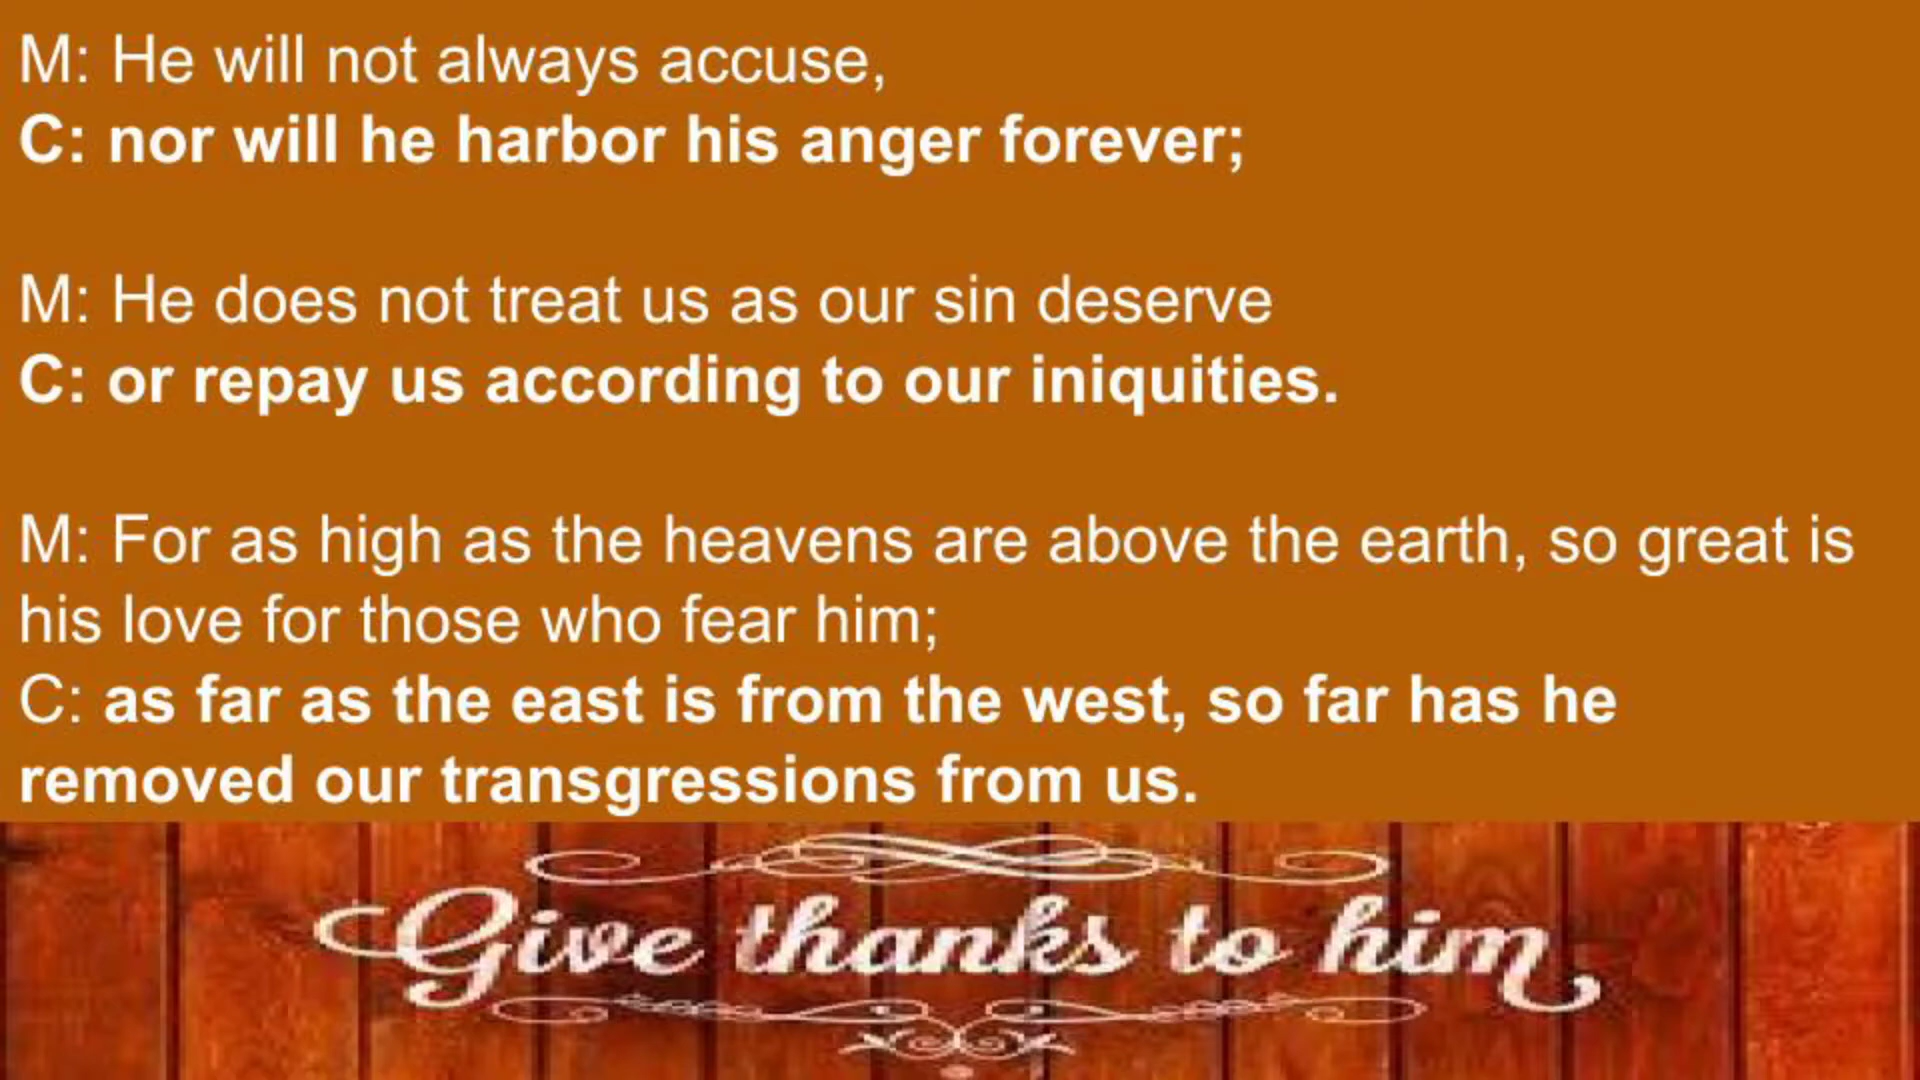 M: He will not always accuse,
C: nor will he harbor his anger forever;
M: He does not treat us as our sin deserve
C: or repay us according to our iniquities.
M: For as high as the heavens are above the earth, so great is
his love for those who fear him;
C: as far as the east is from the west, so far has he
removed our transgressions from us.
Give thanks to him